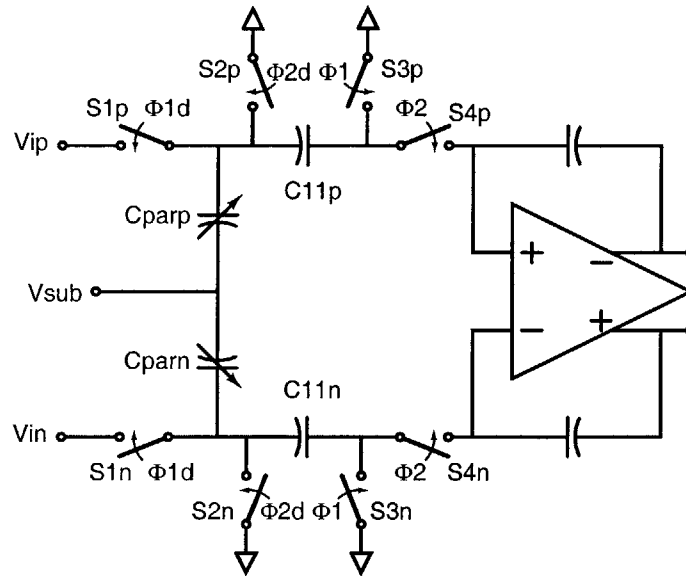 S2p Φ2d Φ1 S3p
S1p Φ1d Φ2 S4p
Vip
C11p
Cparp
+ −
Vsub
− +
Cparn
C11n
Vin
S1n Φ1d Φ2 S4n
S2n Φ2d Φ1 S3n